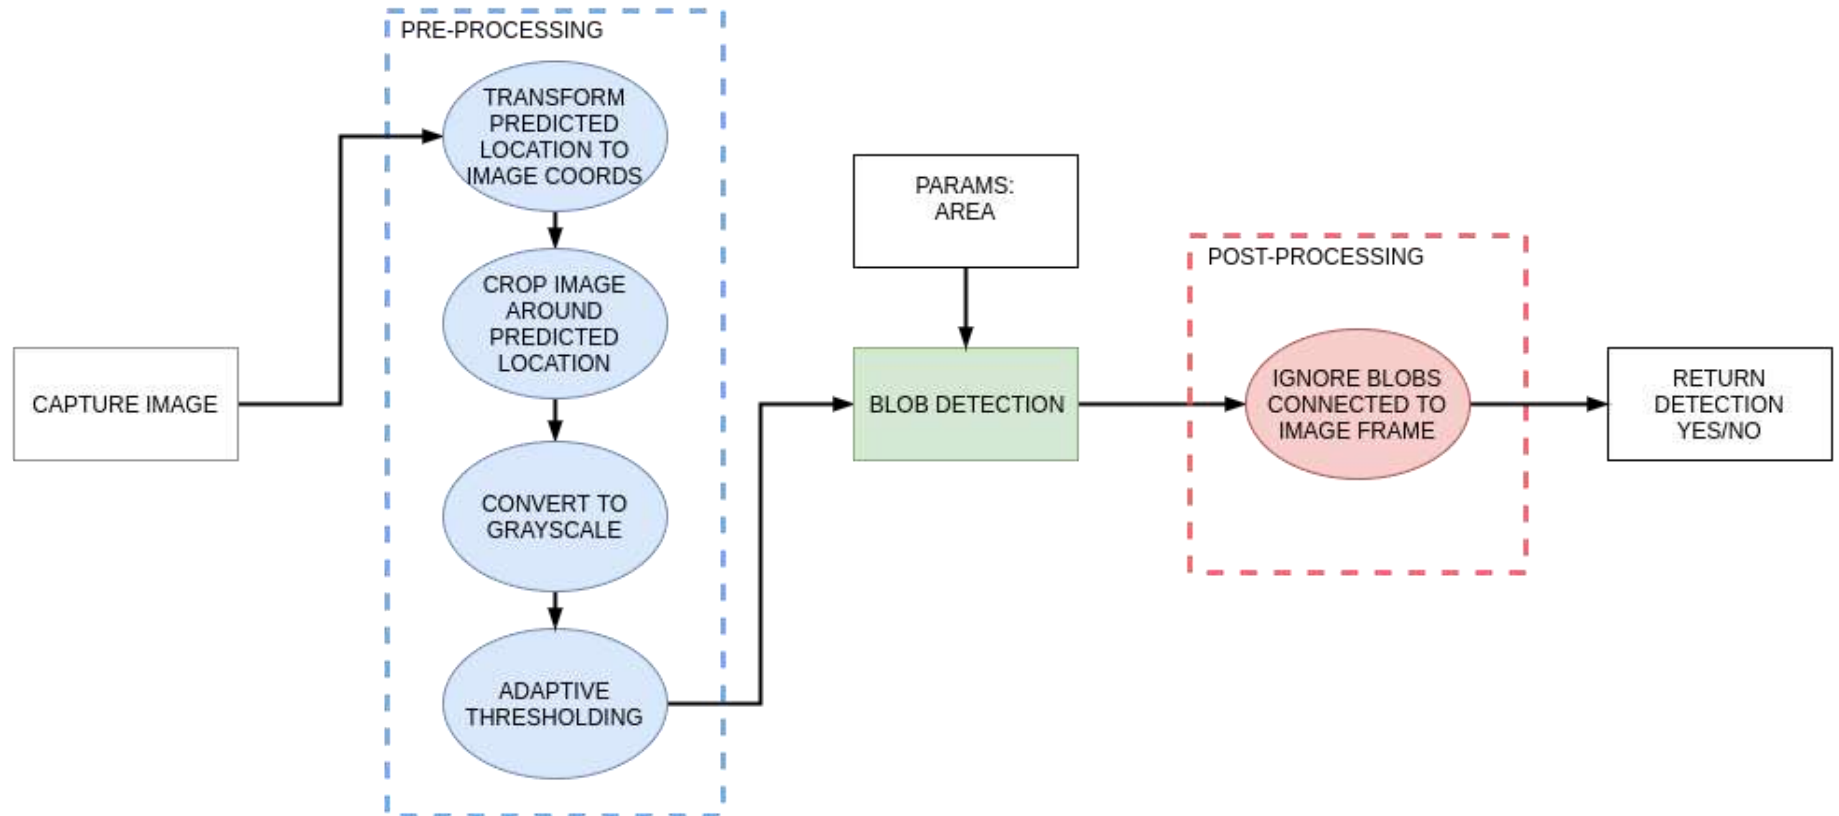 PRE-PROCESSING
TRANSFORM
PREDICTED
LOCATION TO
IMAGE COORDS
CROP IMAGE
AROUND
PREDICTED
LOCATION
CONVERT TO
GRAYSCALE
ADAPTIVE
THRESHOLDING
CAPTURE IMAGE
PARAMS:
AREA
BLOB DETECTION
POST-PROCESSING
IGNORE BLOBS
CONNECTED TO
IMAGE FRAME
RETURN
DETECTION
YES/NO